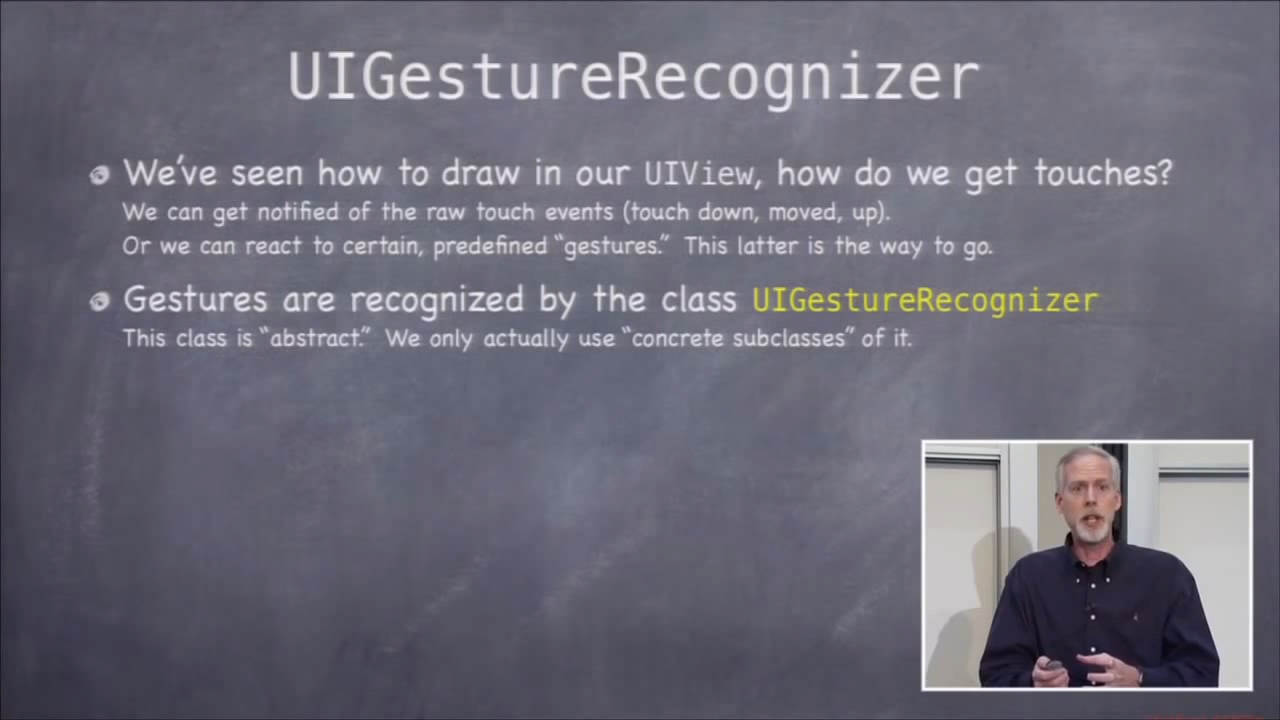 UIGestureRecognizer
We've seen how to draw in our UIView, how do we get touches?
We can get notified of the raw touch events (touch down, moved, up).
Or we can react to certain, predefined “gestures.” This latter is the way to go.
Gestures are recognized by the class UIGestureRecognizer
This class is “abstract.” We only actually use “concrete subclasses” of it.